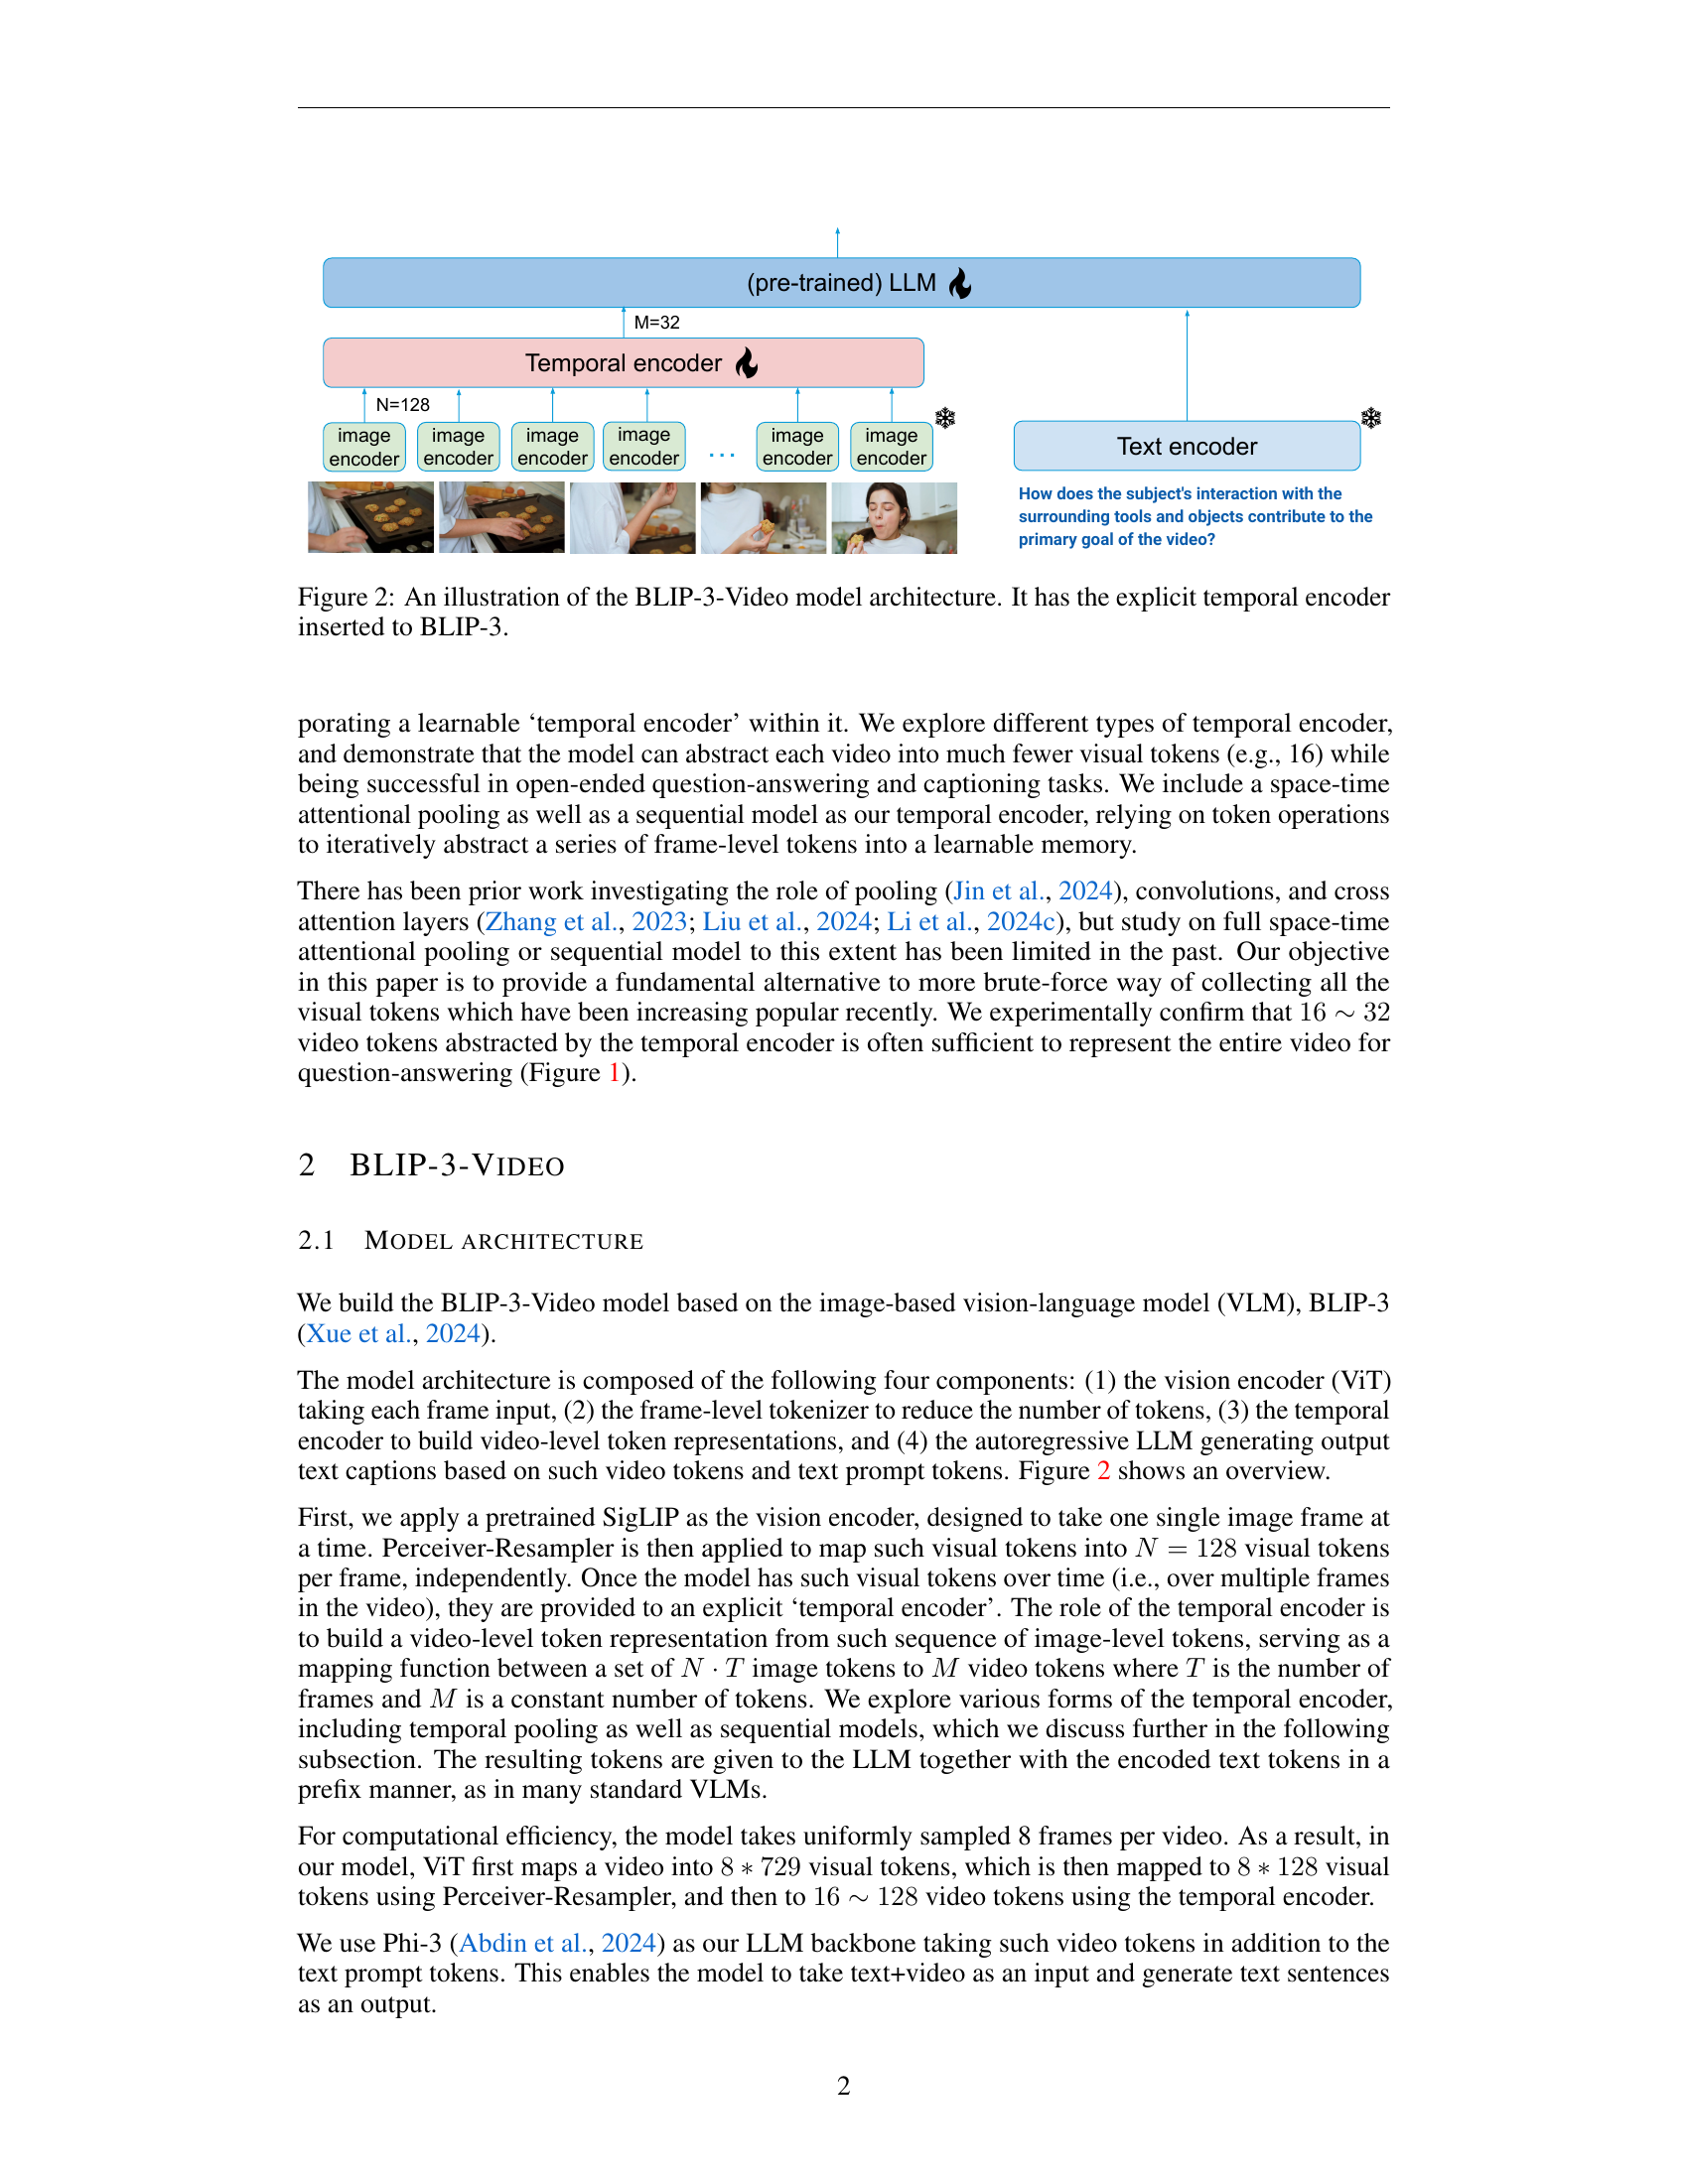 (pre-trained) LLM
M=32
Temporal encoder
N=128
image encoder
image encoder
image encoder
image encoder
...
image encoder
image encoder
Text encoder
How does the subject's interaction with the
surrounding tools and objects contribute to the
primary goal of the video?
Figure 2: An illustration of the BLIP-3-Video model architecture. It has the explicit temporal encoder
inserted to BLIP-3.
porating a learnable ‘temporal encoder’ within it. We explore different types of temporal encoder,
and demonstrate that the model can abstract each video into much fewer visual tokens (e.g., 16) while
being successful in open-ended question-answering and captioning tasks. We include a space-time
attentional pooling as well as a sequential model as our temporal encoder, relying on token operations
to iteratively abstract a series of frame-level tokens into a learnable memory.
There has been prior work investigating the role of pooling (Jin et al., 2024), convolutions, and cross
attention layers (Zhang et al., 2023; Liu et al., 2024; Li et al., 2024c), but study on full space-time
attentional pooling or sequential model to this extent has been limited in the past. Our objective
in this paper is to provide a fundamental alternative to more brute-force way of collecting all the
visual tokens which have been increasing popular recently. We experimentally confirm that 16 ∼ 32
video tokens abstracted by the temporal encoder is often sufficient to represent the entire video for
question-answering (Figure 1).
2 BLIP-3-VIDEO
2.1 MODEL ARCHITECTURE
We build the BLIP-3-Video model based on the image-based vision-language model (VLM), BLIP-3
(Xue et al., 2024).
The model architecture is composed of the following four components: (1) the vision encoder (ViT)
taking each frame input, (2) the frame-level tokenizer to reduce the number of tokens, (3) the temporal
encoder to build video-level token representations, and (4) the autoregressive LLM generating output
text captions based on such video tokens and text prompt tokens. Figure 2 shows an overview.
First, we apply a pretrained SigLIP as the vision encoder, designed to take one single image frame at
a time. Perceiver-Resampler is then applied to map such visual tokens into N = 128 visual tokens
per frame, independently. Once the model has such visual tokens over time (i.e., over multiple frames
in the video), they are provided to an explicit ‘temporal encoder’. The role of the temporal encoder is
to build a video-level token representation from such sequence of image-level tokens, serving as a
mapping function between a set of N · T image tokens to M video tokens where T is the number of
frames and M is a constant number of tokens. We explore various forms of the temporal encoder,
including temporal pooling as well as sequential models, which we discuss further in the following
subsection. The resulting tokens are given to the LLM together with the encoded text tokens in a
prefix manner, as in many standard VLMs.
For computational efficiency, the model takes uniformly sampled 8 frames per video. As a result, in
our model, ViT first maps a video into 8 ∗ 729 visual tokens, which is then mapped to 8 ∗ 128 visual
tokens using Perceiver-Resampler, and then to 16 ∼ 128 video tokens using the temporal encoder.
We use Phi-3 (Abdin et al., 2024) as our LLM backbone taking such video tokens in addition to the
text prompt tokens. This enables the model to take text+video as an input and generate text sentences
as an output.
2